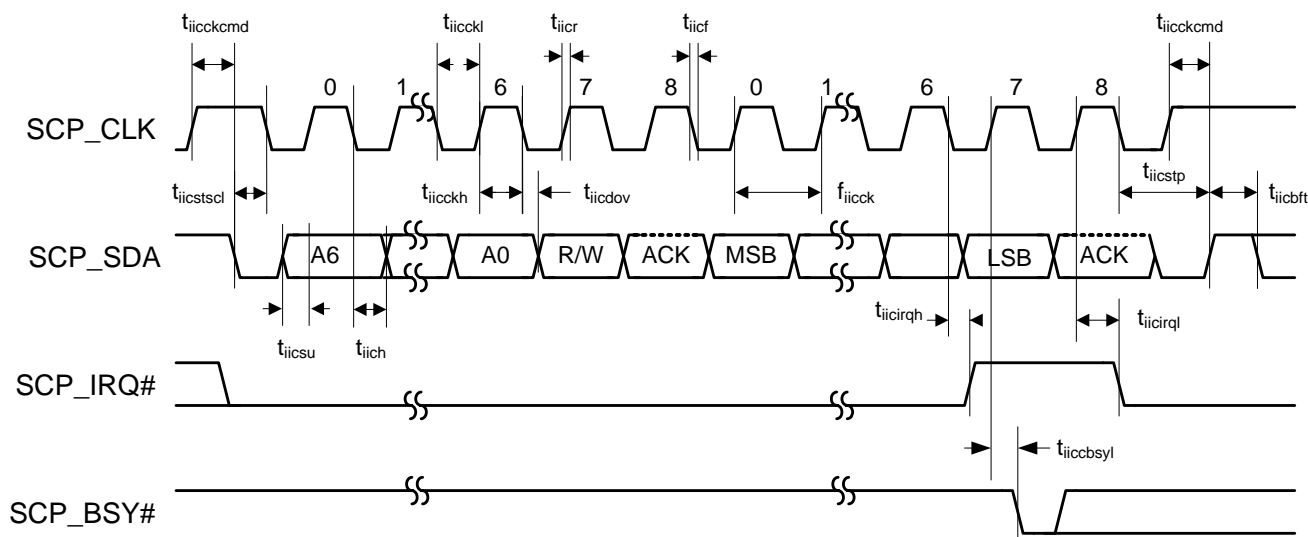 tiicckcmd tiicckl tiicr tiicf tiicckcmd
0 1 6 7 8 0 1 6 7 8
SCP_CLK
tiicstscl tiicckh tiicdov fiicck tiicstp tiicbft
SCP_SDA A6 A0 R/W ACK MSB LSB ACK
tiicsu tiich tiicirqh tiicirql
SCP_IRQ#
tiiccbsyl
SCP_BSY#